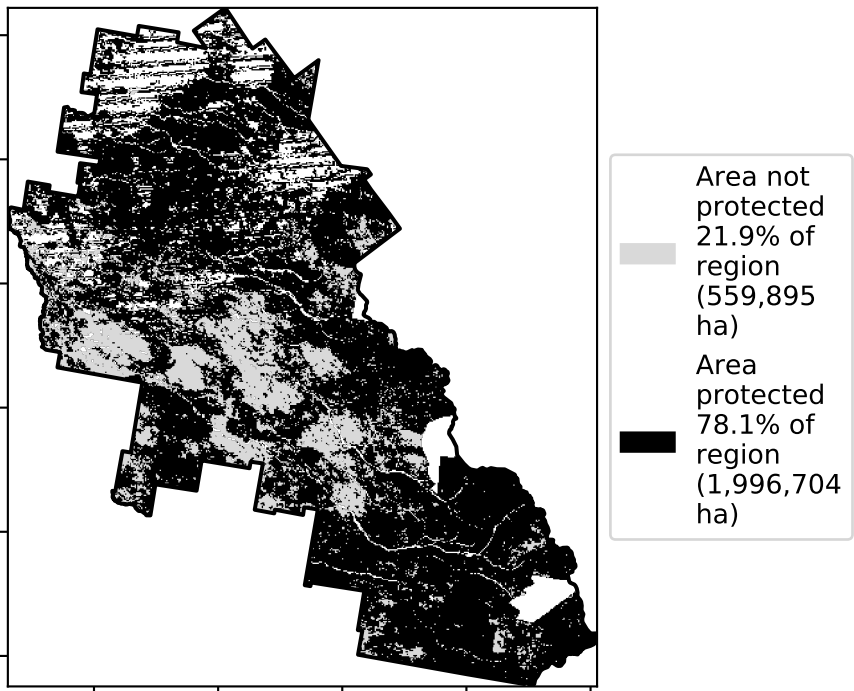 Area not
protected
21.9% of
region
(559,895
ha)
Area
protected
78.1% of
region
(1,996,704
ha)